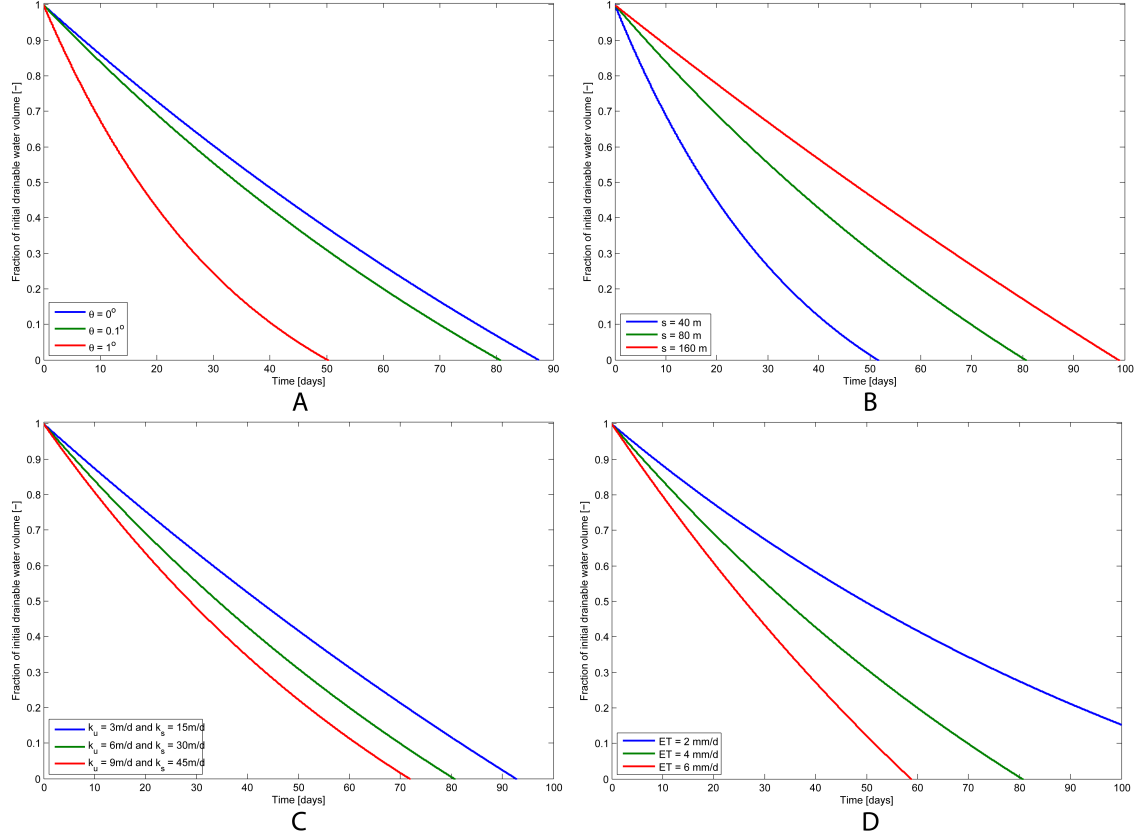 1
0.9
0.8
0.7
0.6
0.5
0.4
0.3
0.2
0.1
0
Fraction of initial drainable water volume [−]
θ = 0°
θ = 0.1°
θ = 1°
0 10 20 30 40 50 60 70 80 90
Time [days]
A
1
0.9
0.8
0.7
0.6
0.5
0.4
0.3
0.2
0.1
0
Fraction of initial drainable water volume [−]
s = 40 m
s = 80 m
s = 160 m
0 10 20 30 40 50 60 70 80 90 100
Time [days]
B
1
0.9
0.8
0.7
0.6
0.5
0.4
0.3
0.2
0.1
0
Fraction of initial drainable water volume [−]
k_u = 3m/d and k_s = 15m/d
k_u = 6m/d and k_s = 30m/d
k_u = 9m/d and k_s = 45m/d
0 10 20 30 40 50 60 70 80 90 100
Time [days]
C
1
0.9
0.8
0.7
0.6
0.5
0.4
0.3
0.2
0.1
0
Fraction of initial drainable water volume [−]
ET = 2 mm/d
ET = 4 mm/d
ET = 6 mm/d
0 10 20 30 40 50 60 70 80 90 100
Time [days]
D